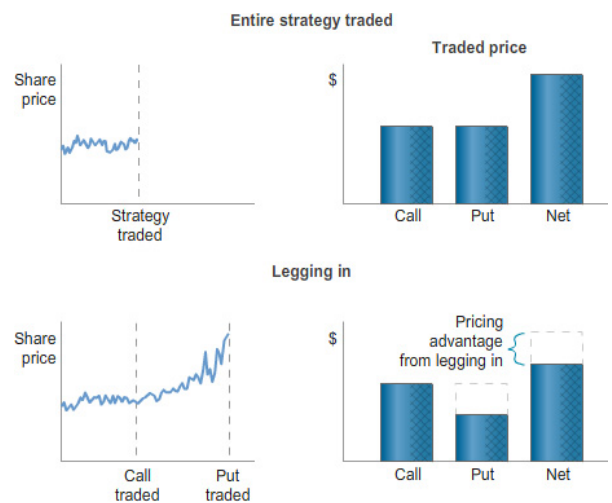 Entire strategy traded
Traded price
Share
price
Strategy
traded
$
Call Put Net
Legging in
Share
price
Call
traded
Put
traded
$
Pricing
advantage
from legging in
Call Put Net